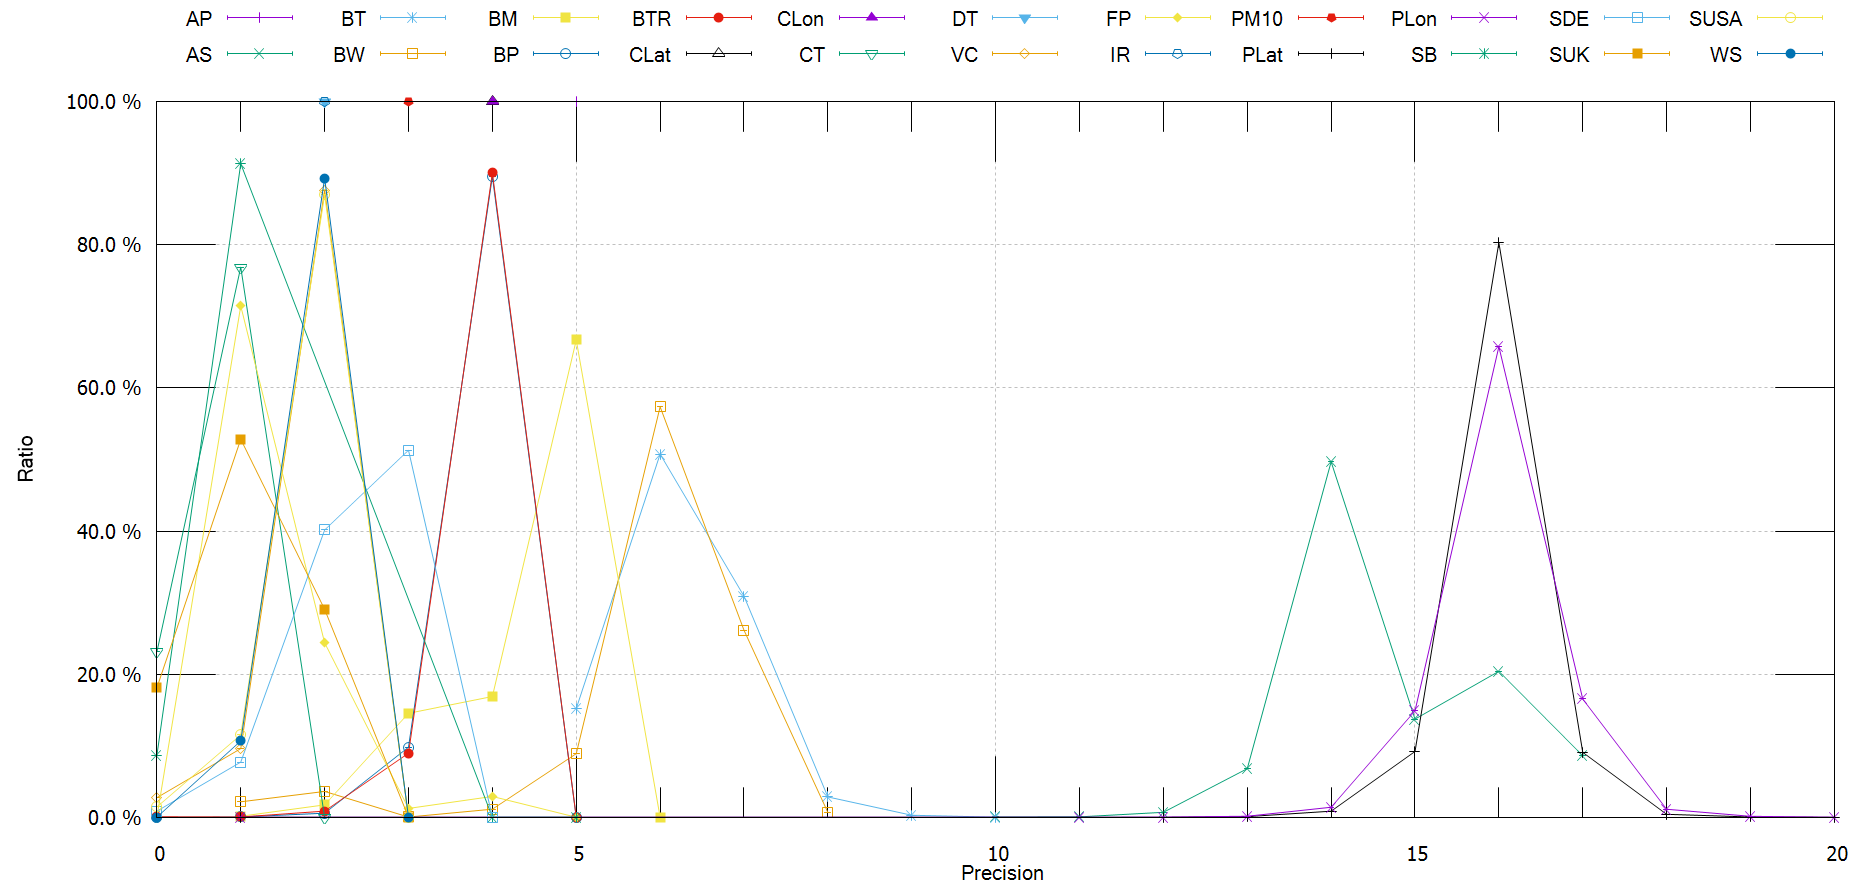 AP BT BM BTR CLon DT FP PM10 PLon SDE SUSA
AS BW BP CLat CT VC IR PLat SB SUK WS
100.0 %
80.0 %
60.0 %
40.0 %
20.0 %
0.0 %
Ratio
0 5 10 15 20
Precision